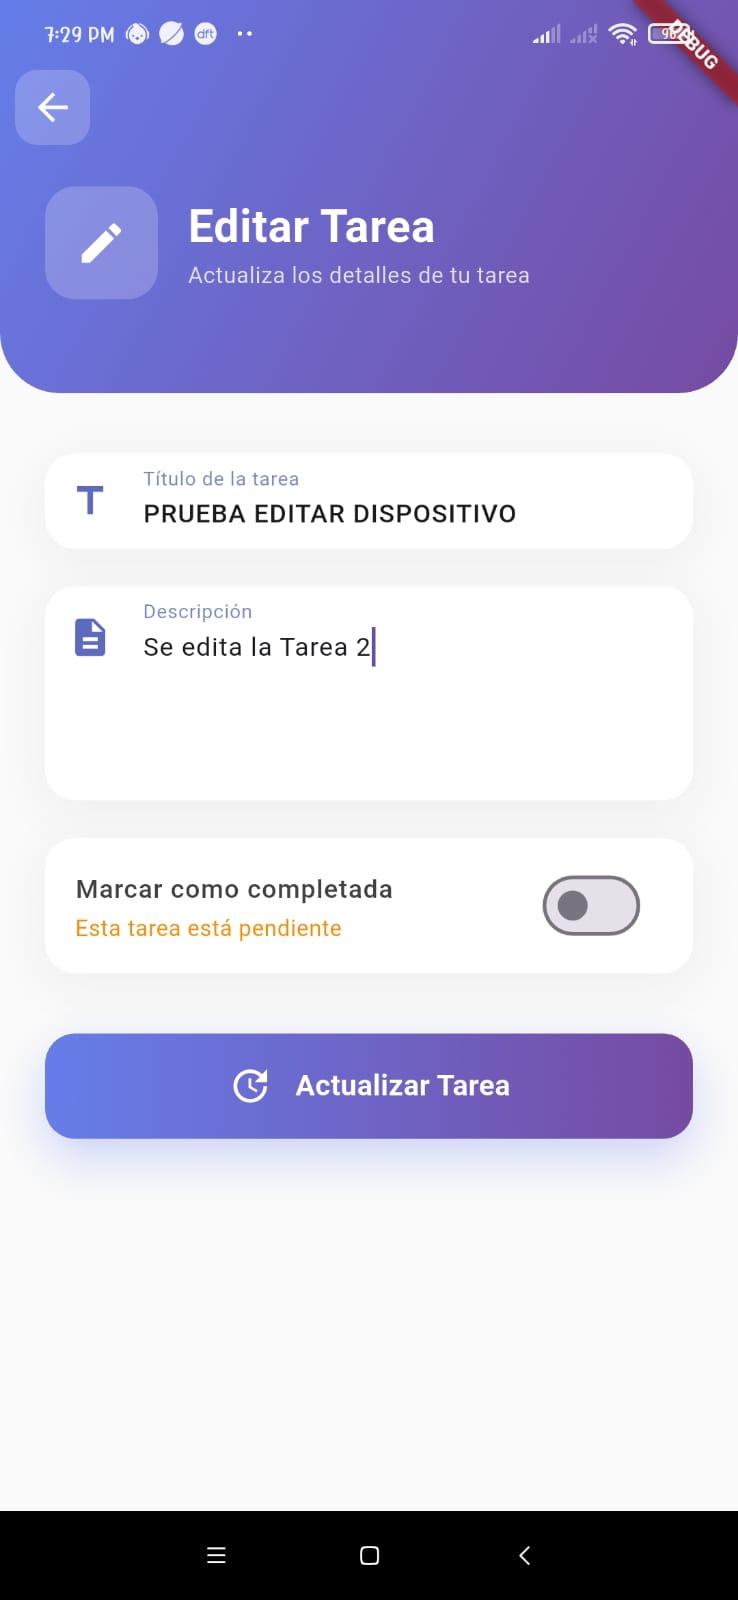 7:29 PM
dft
DEBUG
Editar Tarea
Actualiza los detalles de tu tarea
Título de la tarea
PRUEBA EDITAR DISPOSITIVO
Descripción
Se edita la Tarea 2
Marcar como completada
Esta tarea está pendiente
Actualizar Tarea